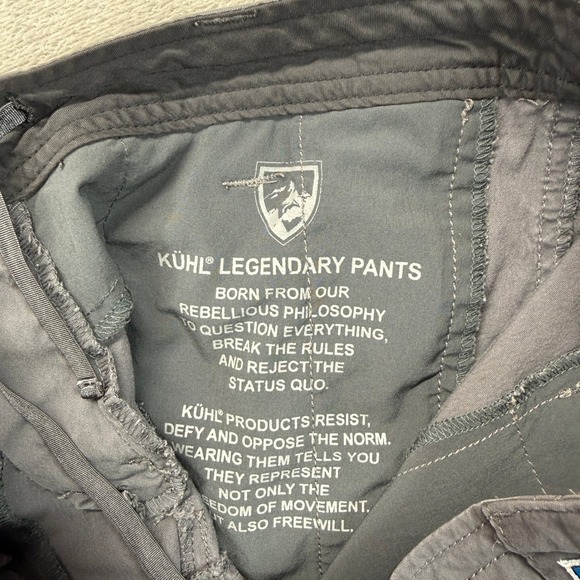 KÜHL® LEGENDARY PANTS
BORN FROM OUR
REBELLIOUS PHILOSOPHY
TO QUESTION EVERYTHING,
BREAK THE RULES
AND REJECT THE
STATUS QUO.
KÜHL® PRODUCTS RESIST,
DEFY AND OPPOSE THE NORM.
WEARING THEM TELLS YOU
THEY REPRESENT
NOT ONLY THE
EDOM OF MOVEMENT.
T ALSO FREEWILL.